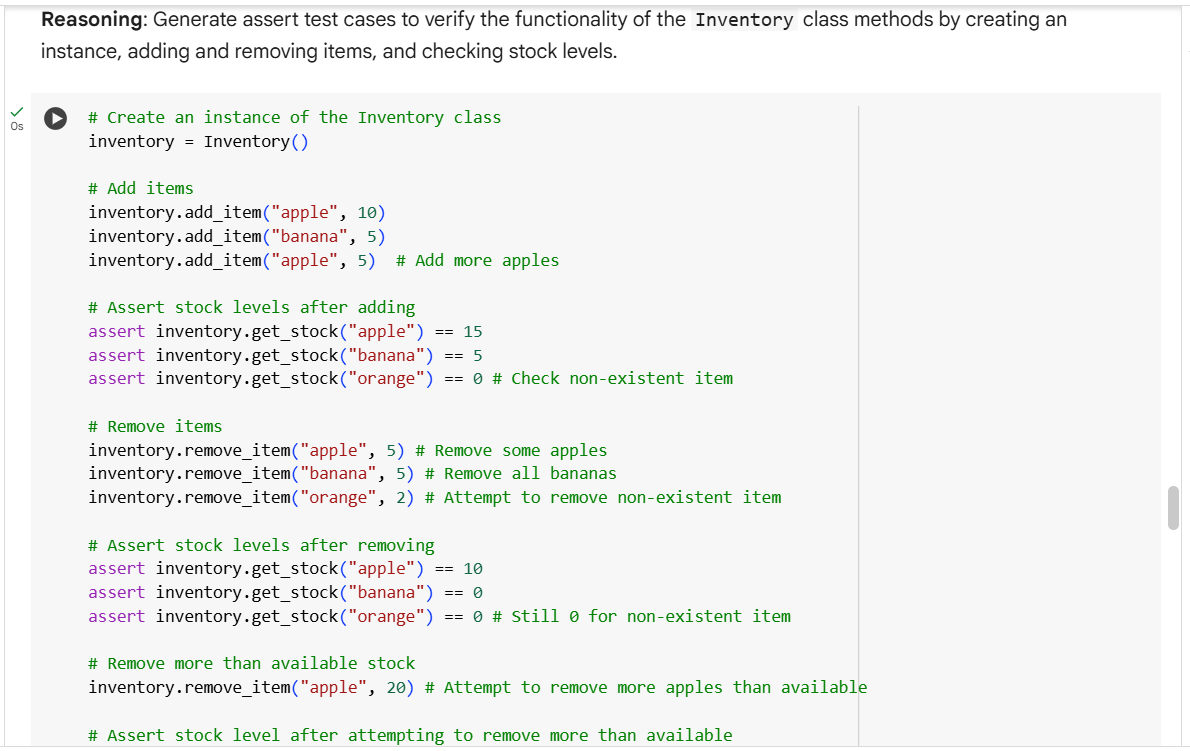 Reasoning: Generate assert test cases to verify the functionality of the Inventory class methods by creating an
instance, adding and removing items, and checking stock levels.
0s
# Create an instance of the Inventory class
inventory = Inventory()
# Add items
inventory.add_item("apple", 10)
inventory.add_item("banana", 5)
inventory.add_item("apple", 5)  # Add more apples
# Assert stock levels after adding
assert inventory.get_stock("apple") == 15
assert inventory.get_stock("banana") == 5
assert inventory.get_stock("orange") == 0 # Check non-existent item
# Remove items
inventory.remove_item("apple", 5) # Remove some apples
inventory.remove_item("banana", 5) # Remove all bananas
inventory.remove_item("orange", 2) # Attempt to remove non-existent item
# Assert stock levels after removing
assert inventory.get_stock("apple") == 10
assert inventory.get_stock("banana") == 0
assert inventory.get_stock("orange") == 0 # Still 0 for non-existent item
# Remove more than available stock
inventory.remove_item("apple", 20) # Attempt to remove more apples than available
# Assert stock level after attempting to remove more than available